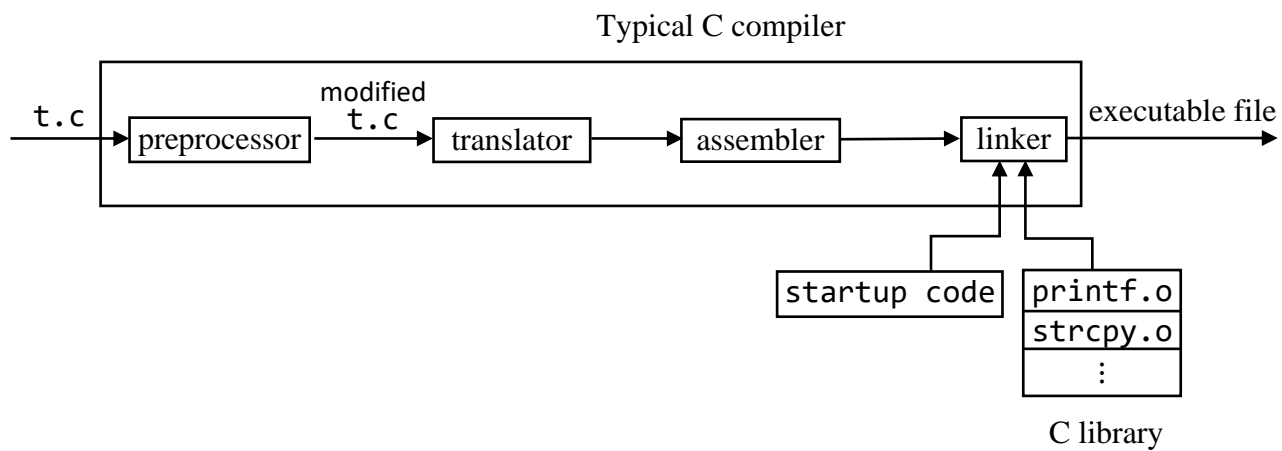 Typical C compiler
t.c
preprocessor
modified
t.c
translator
assembler
linker
executable file
startup code
printf.o
strcpy.o
⋮
C library